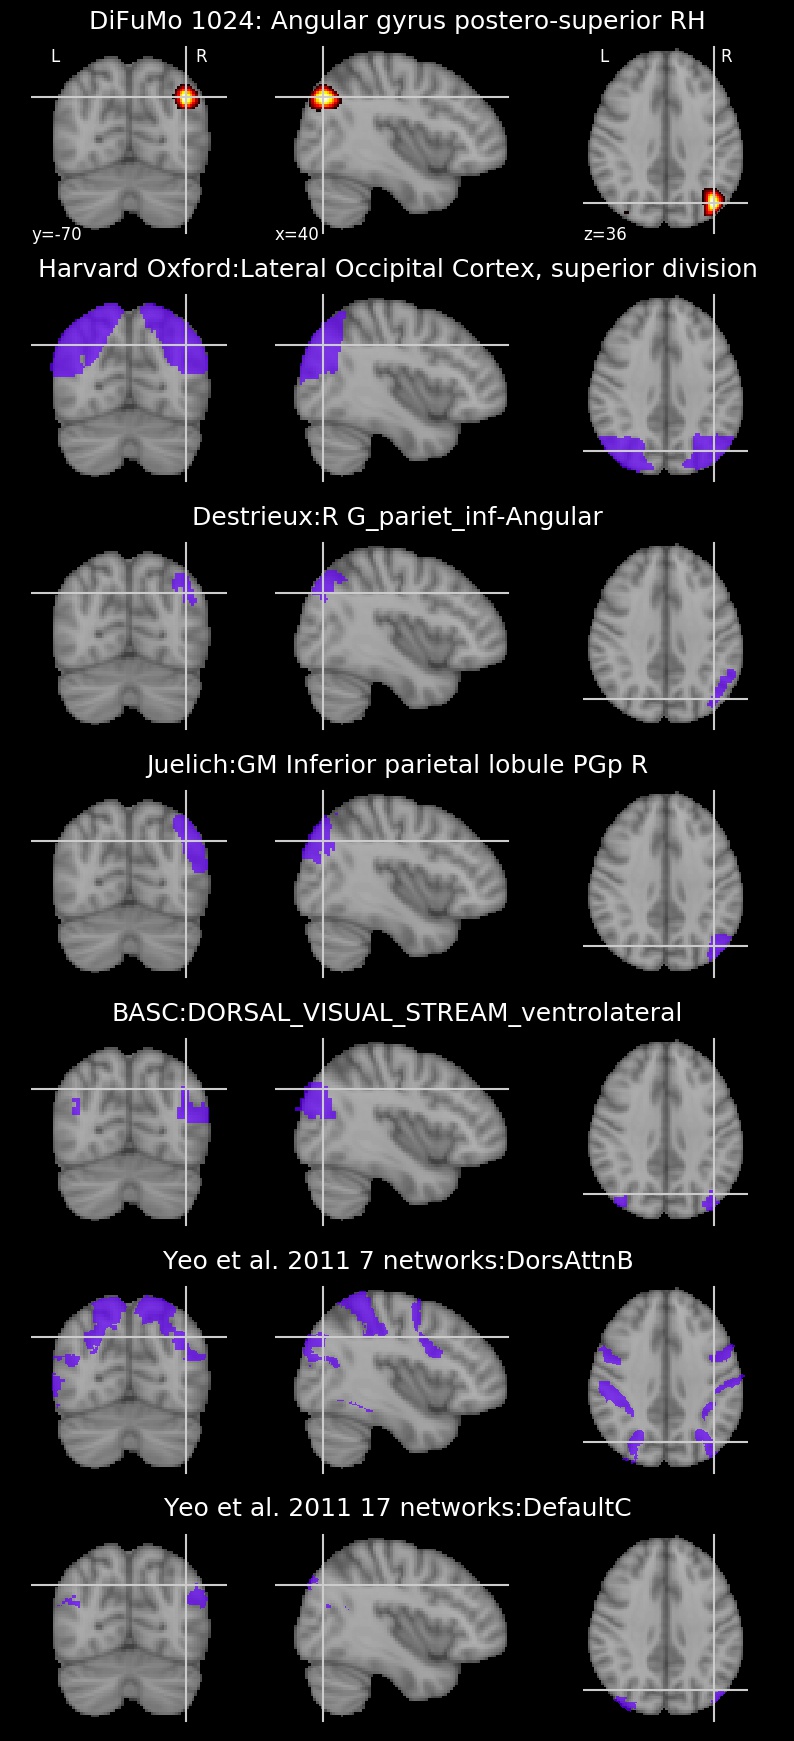 DiFuMo 1024: Angular gyrus postero-superior RH
L R L R
y=-70 x=40 z=36
Harvard Oxford:Lateral Occipital Cortex, superior division
Destrieux:R G_pariet_inf-Angular
Juelich:GM Inferior parietal lobule PGp R
BASC:DORSAL_VISUAL_STREAM_ventrolateral
Yeo et al. 2011 7 networks:DorsAttnB
Yeo et al. 2011 17 networks:DefaultC